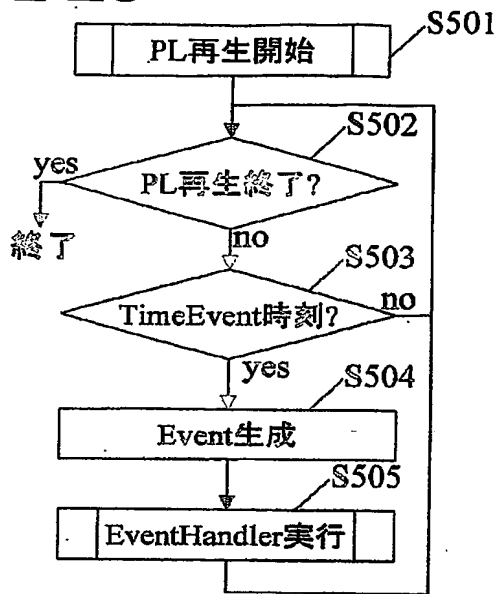 S501
PL再生開始
S502
yes
PL再生終了?
終了
no
S503
TimeEvent時刻?
no
yes
S504
Event生成
S505
EventHandler実行